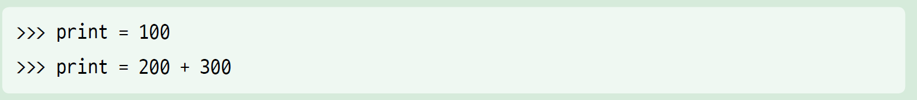 >>> print = 100
>>> print = 200 + 300